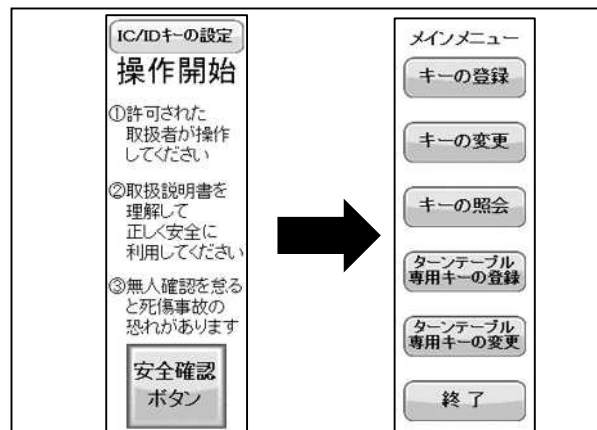 IC/IDキーの設定
操作開始
①許可された
取扱者が操作
してください
②取扱説明書を
理解して
正しく安全に
利用してください
③無人確認を怠る
と死傷事故の
恐れがあります
安全確認
ボタン
メインメニュー
キーの登録
キーの変更
キーの照会
ターンテーブル
専用キーの登録
ターンテーブル
専用キーの変更
終了